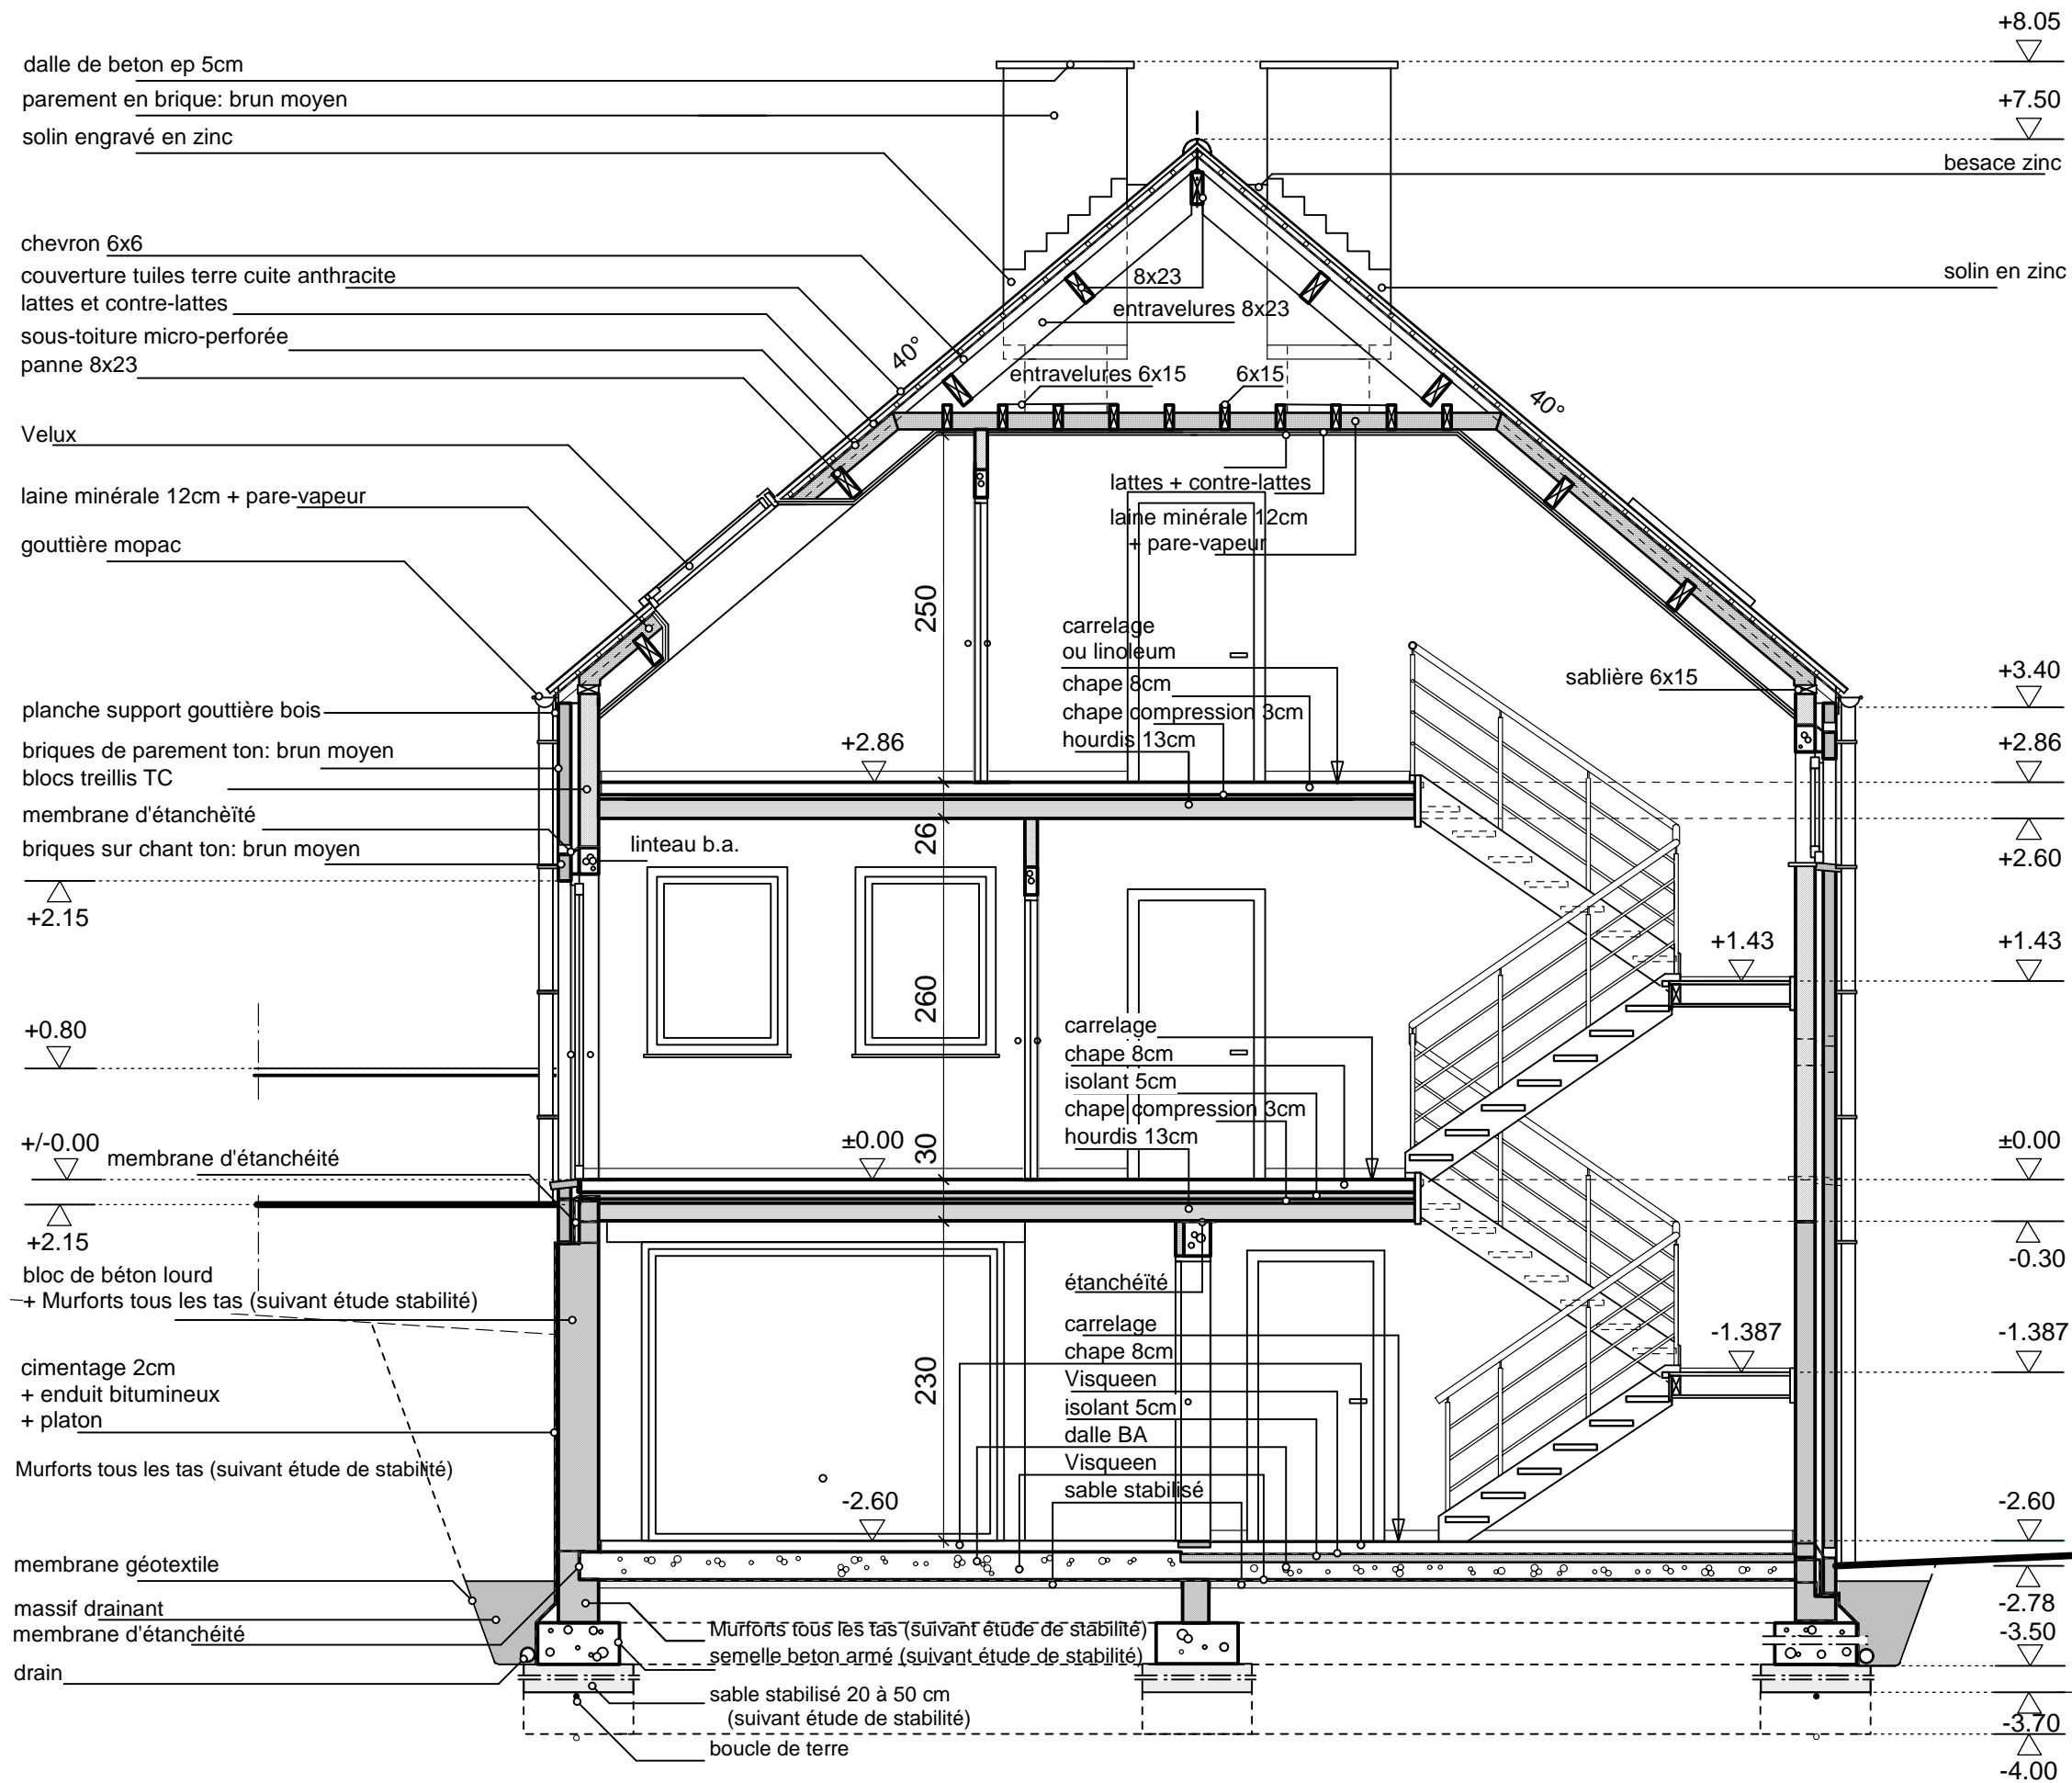 dalle de beton ep 5cm
parement en brique: brun moyen
solin engravé en zinc
chevron 6x6
couverture tuiles terre cuite anthracite
lattes et contre-lattes
sous-toiture micro-perforée
panne 8x23
Velux
laine minérale 12cm + pare-vapeur
gouttière mopac
planche support gouttière bois
briques de parement ton: brun moyen
blocs treillis TC
membrane d'étanchèïté
briques sur chant ton: brun moyen
+2.15
+0.80
+/-0.00
membrane d'étanchéité
+2.15
bloc de béton lourd
+ Murforts tous les tas (suivant étude stabilité)
cimentage 2cm
+ enduit bitumineux
+ platon
Murforts tous les tas (suivant étude de stabilité)
membrane géotextile
massif drainant
membrane d'étanchéité
drain
40°
8x23
entravelures 8x23
entravelures 6x15
6x15
40°
lattes + contre-lattes
laine minérale 12cm
+ pare-vapeur
250
carrelage
ou linoleum
chape 8cm
chape compression 3cm
hourdis 13cm
+2.86
26
linteau b.a.
260
+1.43
carrelage
chape 8cm
isolant 5cm
chape compression 3cm
hourdis 13cm
±0.00
30
étanchéïté
230
carrelage
chape 8cm
Visqueen
isolant 5cm
dalle BA
Visqueen
sable stabilisé
-1.387
-2.60
Murforts tous les tas (suivant étude de stabilité)
semelle beton armé (suivant étude de stabilité)
sable stabilisé 20 à 50 cm
(suivant étude de stabilité)
boucle de terre
+8.05
+7.50
besace zinc
solin en zinc
sablière 6x15
+3.40
+2.86
+2.60
+1.43
±0.00
-0.30
-1.387
-2.60
-2.78
-3.50
-3.70
-4.00